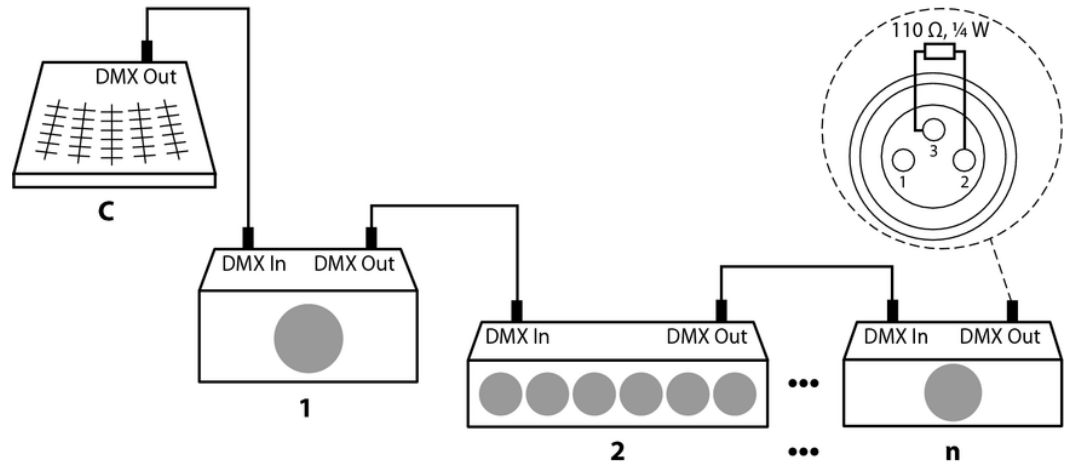 110 Ω, ¼ W
3
1
2
DMX Out
C
DMX In
DMX Out
1
DMX In
DMX Out
2
•••
•••
DMX In
DMX Out
n